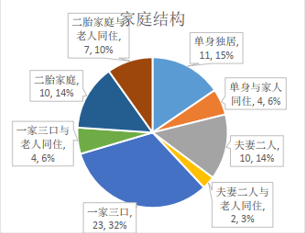 家庭结构
单身独居,
11, 15%
单身与家人
同住, 4, 6%
夫妻二人,
10, 14%
夫妻二人与
老人同住,
2, 3%
一家三口,
23, 32%
一家三口与
老人同住,
4, 6%
二胎家庭,
10, 14%
二胎家庭与
老人同住,
7, 10%